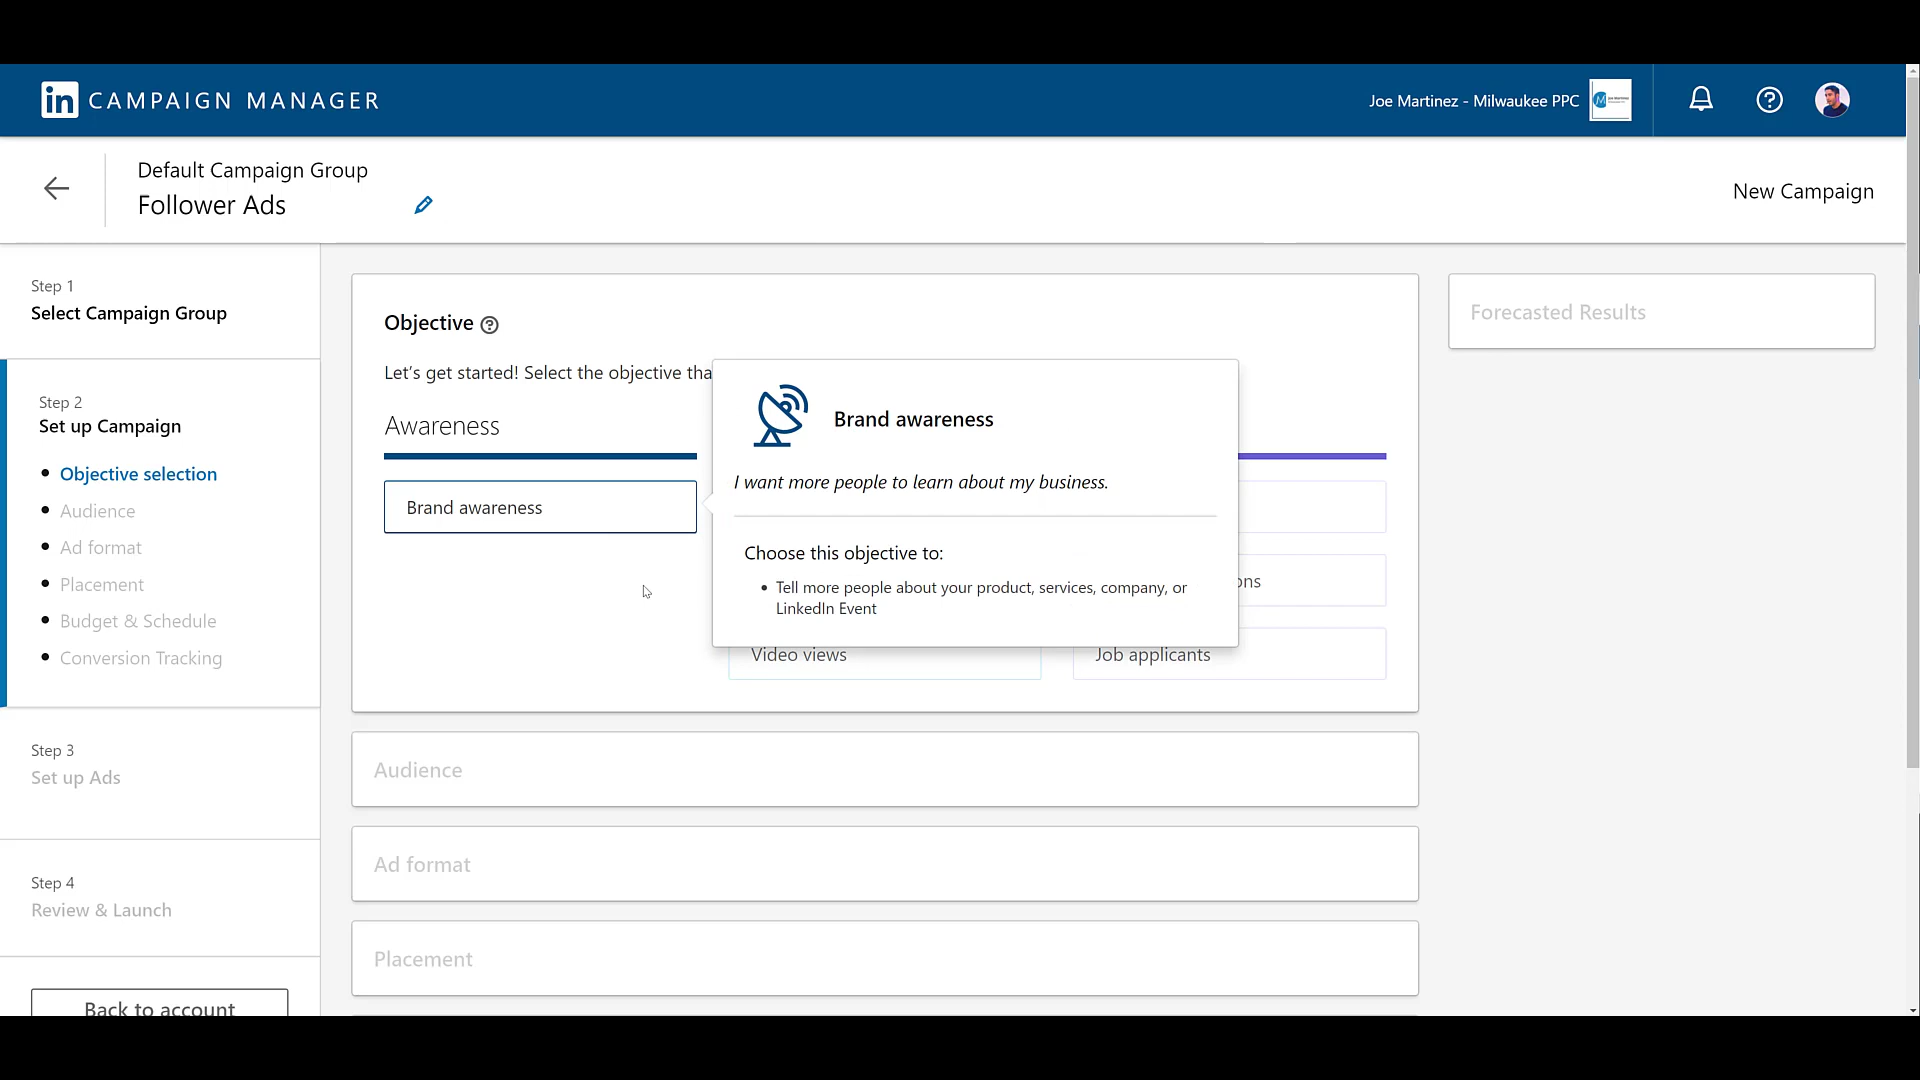 in CAMPAIGN MANAGER
Joe Martinez - Milwaukee PPC
Default Campaign Group
Follower Ads
New Campaign
Step 1
Select Campaign Group
Step 2
Set up Campaign
Objective selection
Audience
Ad format
Placement
Budget & Schedule
Conversion Tracking
Step 3
Set up Ads
Step 4
Review & Launch
Back to account
Objective
Let's get started! Select the objective tha
Awareness
Brand awareness
Brand awareness
I want more people to learn about my business.
Choose this objective to:
Tell more people about your product, services, company, or
LinkedIn Event
ons
Video views
Job applicants
Audience
Ad format
Placement
Forecasted Results